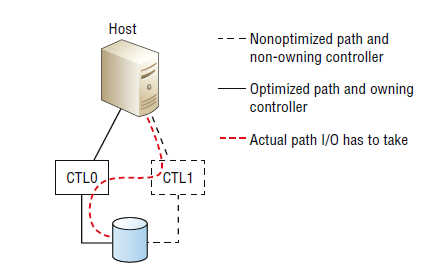 Host
Nonoptimized path and
non-owning controller
Optimized path and owning
controller
Actual path I/O has to take
CTL0
CTL1